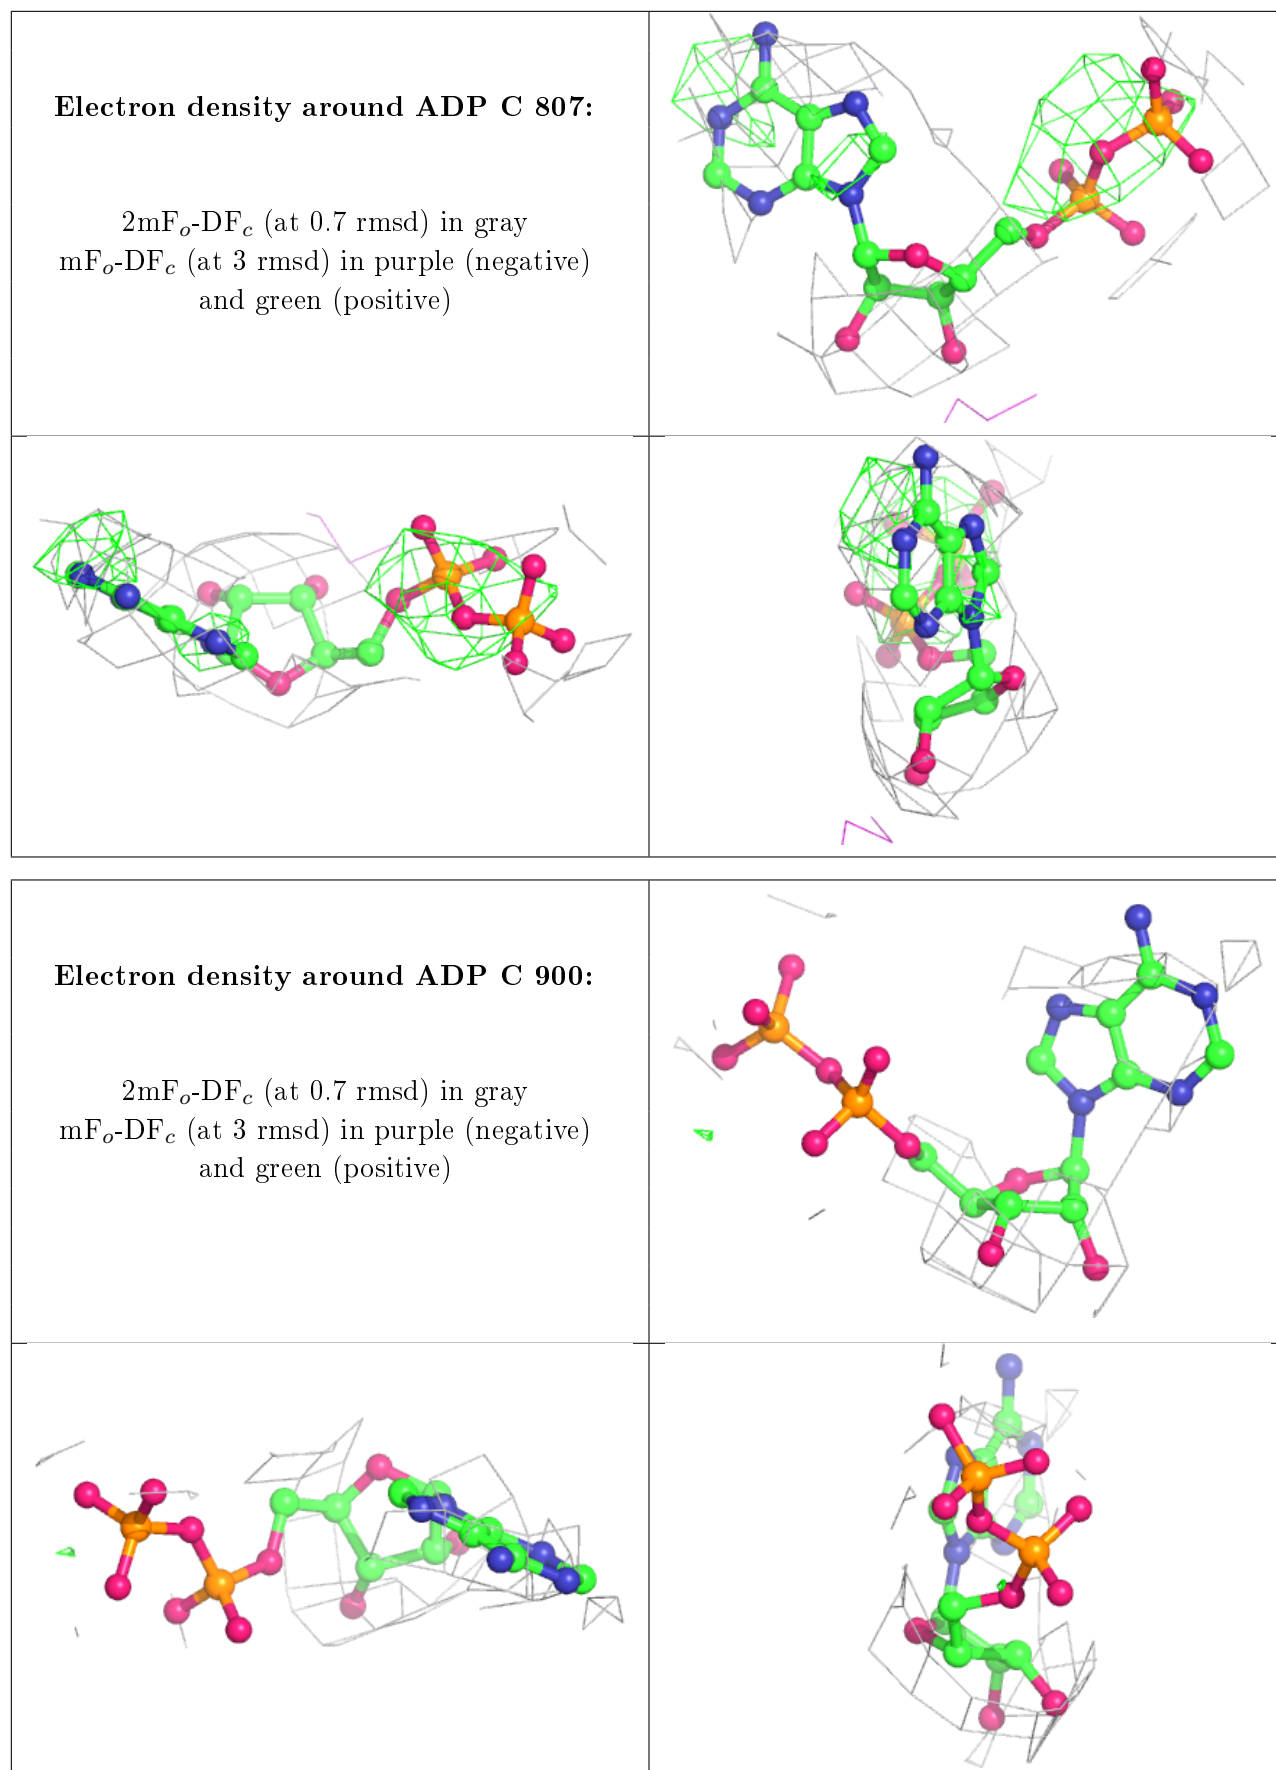 Electron density around ADP C 807:
2mFₒ-DF𝒸 (at 0.7 rmsd) in gray
mFₒ-DF𝒸 (at 3 rmsd) in purple (negative)
and green (positive)
Electron density around ADP C 900:
2mFₒ-DF𝒸 (at 0.7 rmsd) in gray
mFₒ-DF𝒸 (at 3 rmsd) in purple (negative)
and green (positive)